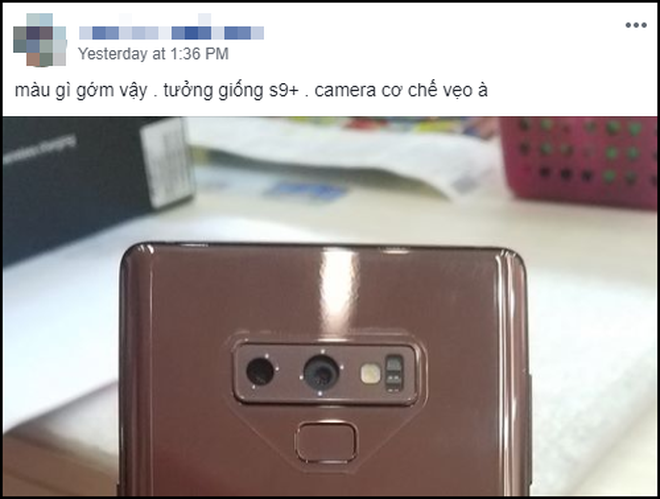 Yesterday at 1:36 PM
màu gì gớm vậy . tưởng giống s9+ . camera cơ chế vẹo à